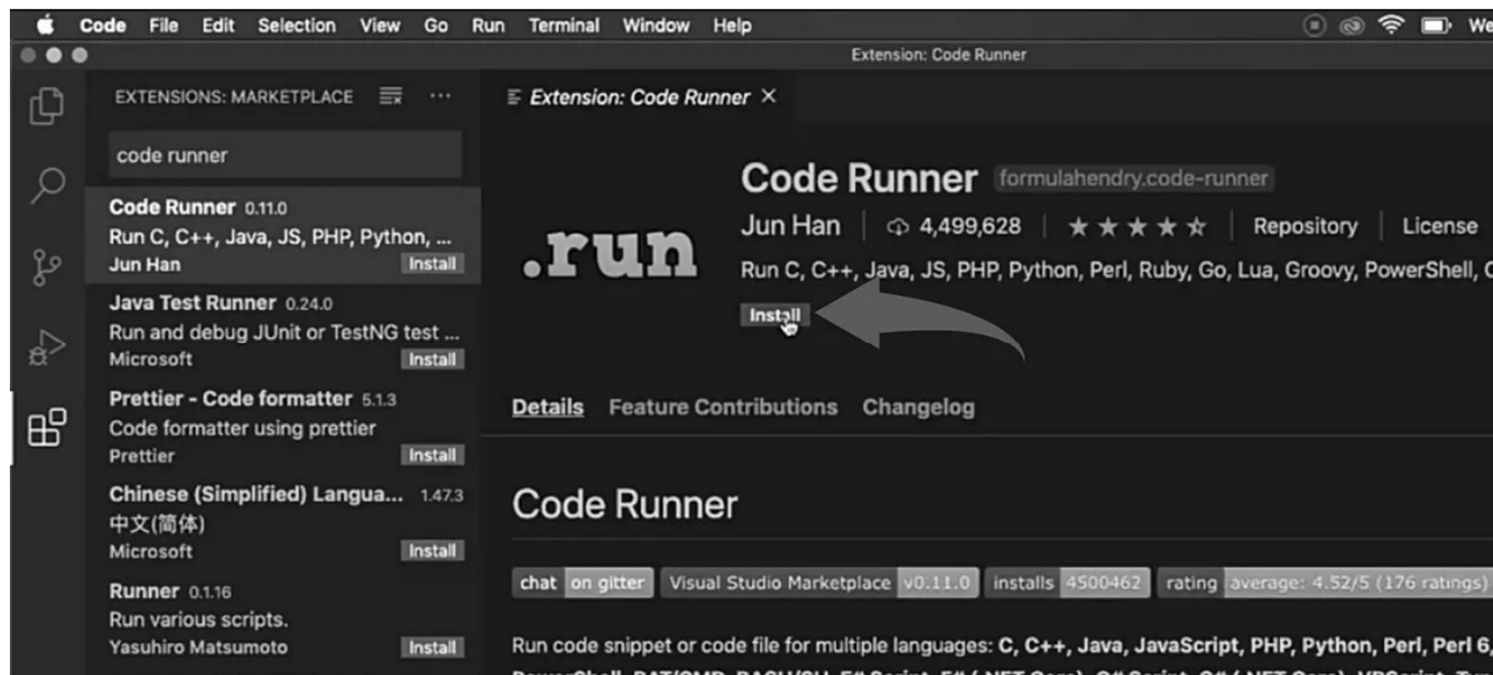 Code File Edit Selection View Go Run Terminal Window Help
Extension: Code Runner
EXTENSIONS: MARKETPLACE
code runner
Code Runner 0.11.0
Run C, C++, Java, JS, PHP, Python, ...
Jun Han Install
Java Test Runner 0.24.0
Run and debug JUnit or TestNG test ...
Microsoft Install
Prettier - Code formatter 5.1.3
Code formatter using prettier
Prettier Install
Chinese (Simplified) Langua... 1.47.3
中文(简体)
Microsoft Install
Runner 0.1.16
Run various scripts.
Yasuhiro Matsumoto Install
Extension: Code Runner
.run
Code Runner formulahendry.code-runner
Jun Han 4,499,628 Repository License
Run C, C++, Java, JS, PHP, Python, Perl, Ruby, Go, Lua, Groovy, PowerShell,
Install
Details Feature Contributions Changelog
Code Runner
chat on gitter Visual Studio Marketplace v0.11.0 installs 4500462 rating average: 4.52/5 (176 ratings)
Run code snippet or code file for multiple languages: C, C++, Java, JavaScript, PHP, Python, Perl, Perl 6,